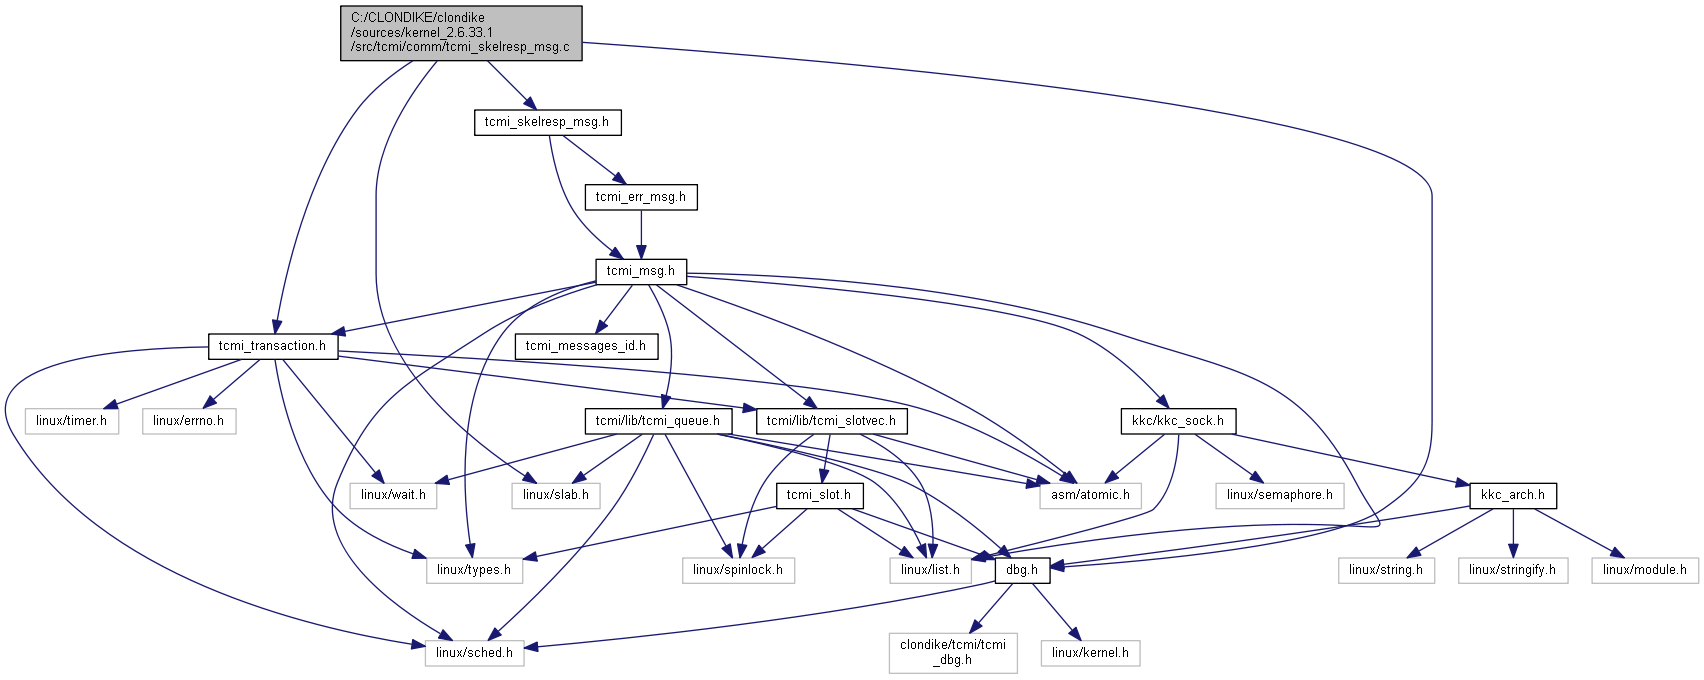 C:/CLONDIKE/clondike
/sources/kernel_2.6.33.1
/src/tcmi/comm/tcmi_skelresp_msg.c
tcmi_skelresp_msg.h
tcmi_err_msg.h
tcmi_msg.h
tcmi_transaction.h
tcmi_messages_id.h
linux/timer.h
linux/errno.h
tcmi/lib/tcmi_queue.h
tcmi/lib/tcmi_slotvec.h
kkc/kkc_sock.h
linux/wait.h
linux/slab.h
tcmi_slot.h
asm/atomic.h
linux/semaphore.h
kkc_arch.h
linux/types.h
linux/spinlock.h
linux/list.h
dbg.h
linux/string.h
linux/stringify.h
linux/module.h
linux/sched.h
clondike/tcmi/tcmi
_dbg.h
linux/kernel.h